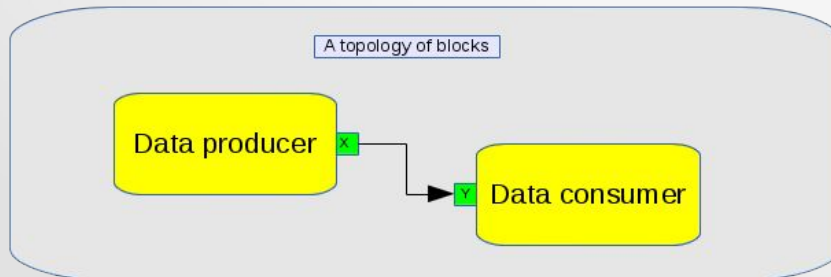 A topology of blocks
Data producer
X
Y
Data consumer